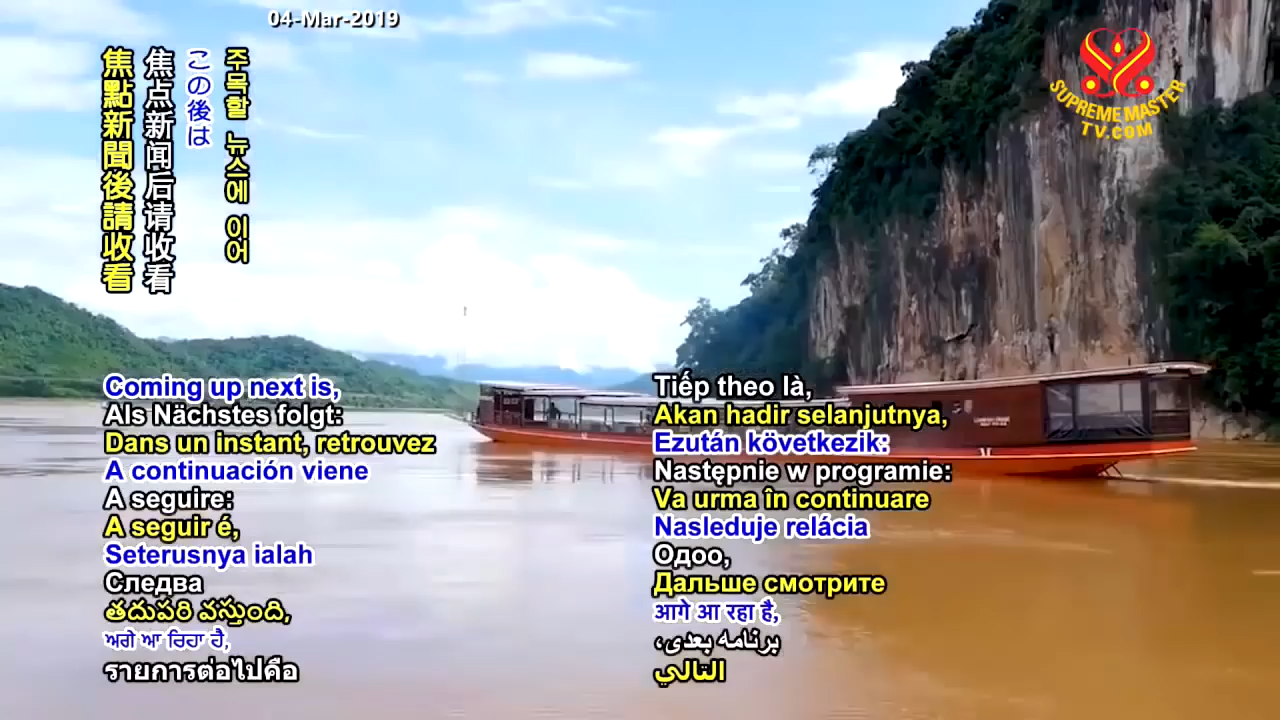 04-Mar-2019
SUPREME MASTER
TV.COM
焦點新聞後請收看
焦点新闻后请收看
この後は
주목할 뉴스에 이어
Coming up next is,
Als Nächstes folgt:
Dans un instant, retrouvez
A continuación viene
A seguire:
A seguir é,
Seterusnya ialah
Следва
తదుపరి వస్తుంది,
ਅਗੇ ਆ ਰਿਹਾ ਹੈ,
รายการต่อไปคือ
Tiếp theo là,
Akan hadir selanjutnya,
Ezután következik:
Następnie w programie:
Va urma în continuare
Nasleduje relácia
Одоо,
Дальше смотрите
आगे आ रहा है,
برنامه بعدی،
التالي